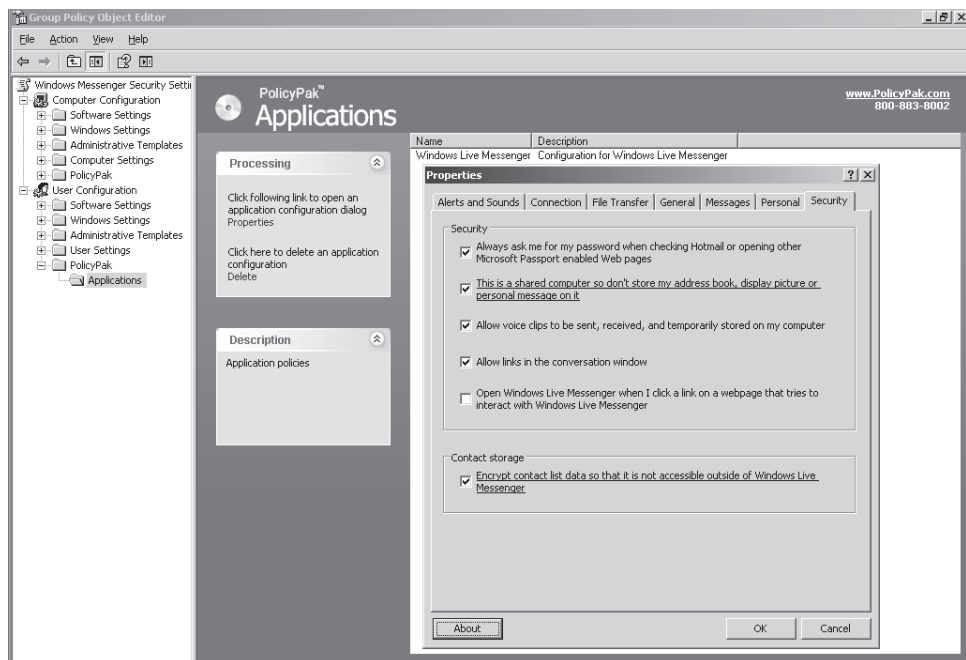 Group Policy Object Editor
File Action View Help
Windows Messenger Security Setti
Computer Configuration
Software Settings
Windows Settings
Administrative Templates
Computer Settings
PolicyPak
User Configuration
Software Settings
Windows Settings
Administrative Templates
User Settings
PolicyPak
Applications
PolicyPak™
Applications
www.PolicyPak.com
800-883-8002
Processing
Click following link to open an
application configuration dialog
Properties
Click here to delete an application
configuration
Delete
Description
Application policies
Name Description
Windows Live Messenger Configuration for Windows Live Messenger
Properties
Alerts and Sounds Connection File Transfer General Messages Personal Security
Security
Always ask me for my password when checking Hotmail or opening other
Microsoft Passport enabled Web pages
This is a shared computer so don't store my address book, display picture or
personal message on it
Allow voice clips to be sent, received, and temporarily stored on my computer
Allow links in the conversation window
Open Windows Live Messenger when I click a link on a webpage that tries to
interact with Windows Live Messenger
Contact storage
Encrypt contact list data so that it is not accessible outside of Windows Live
Messenger
About OK Cancel